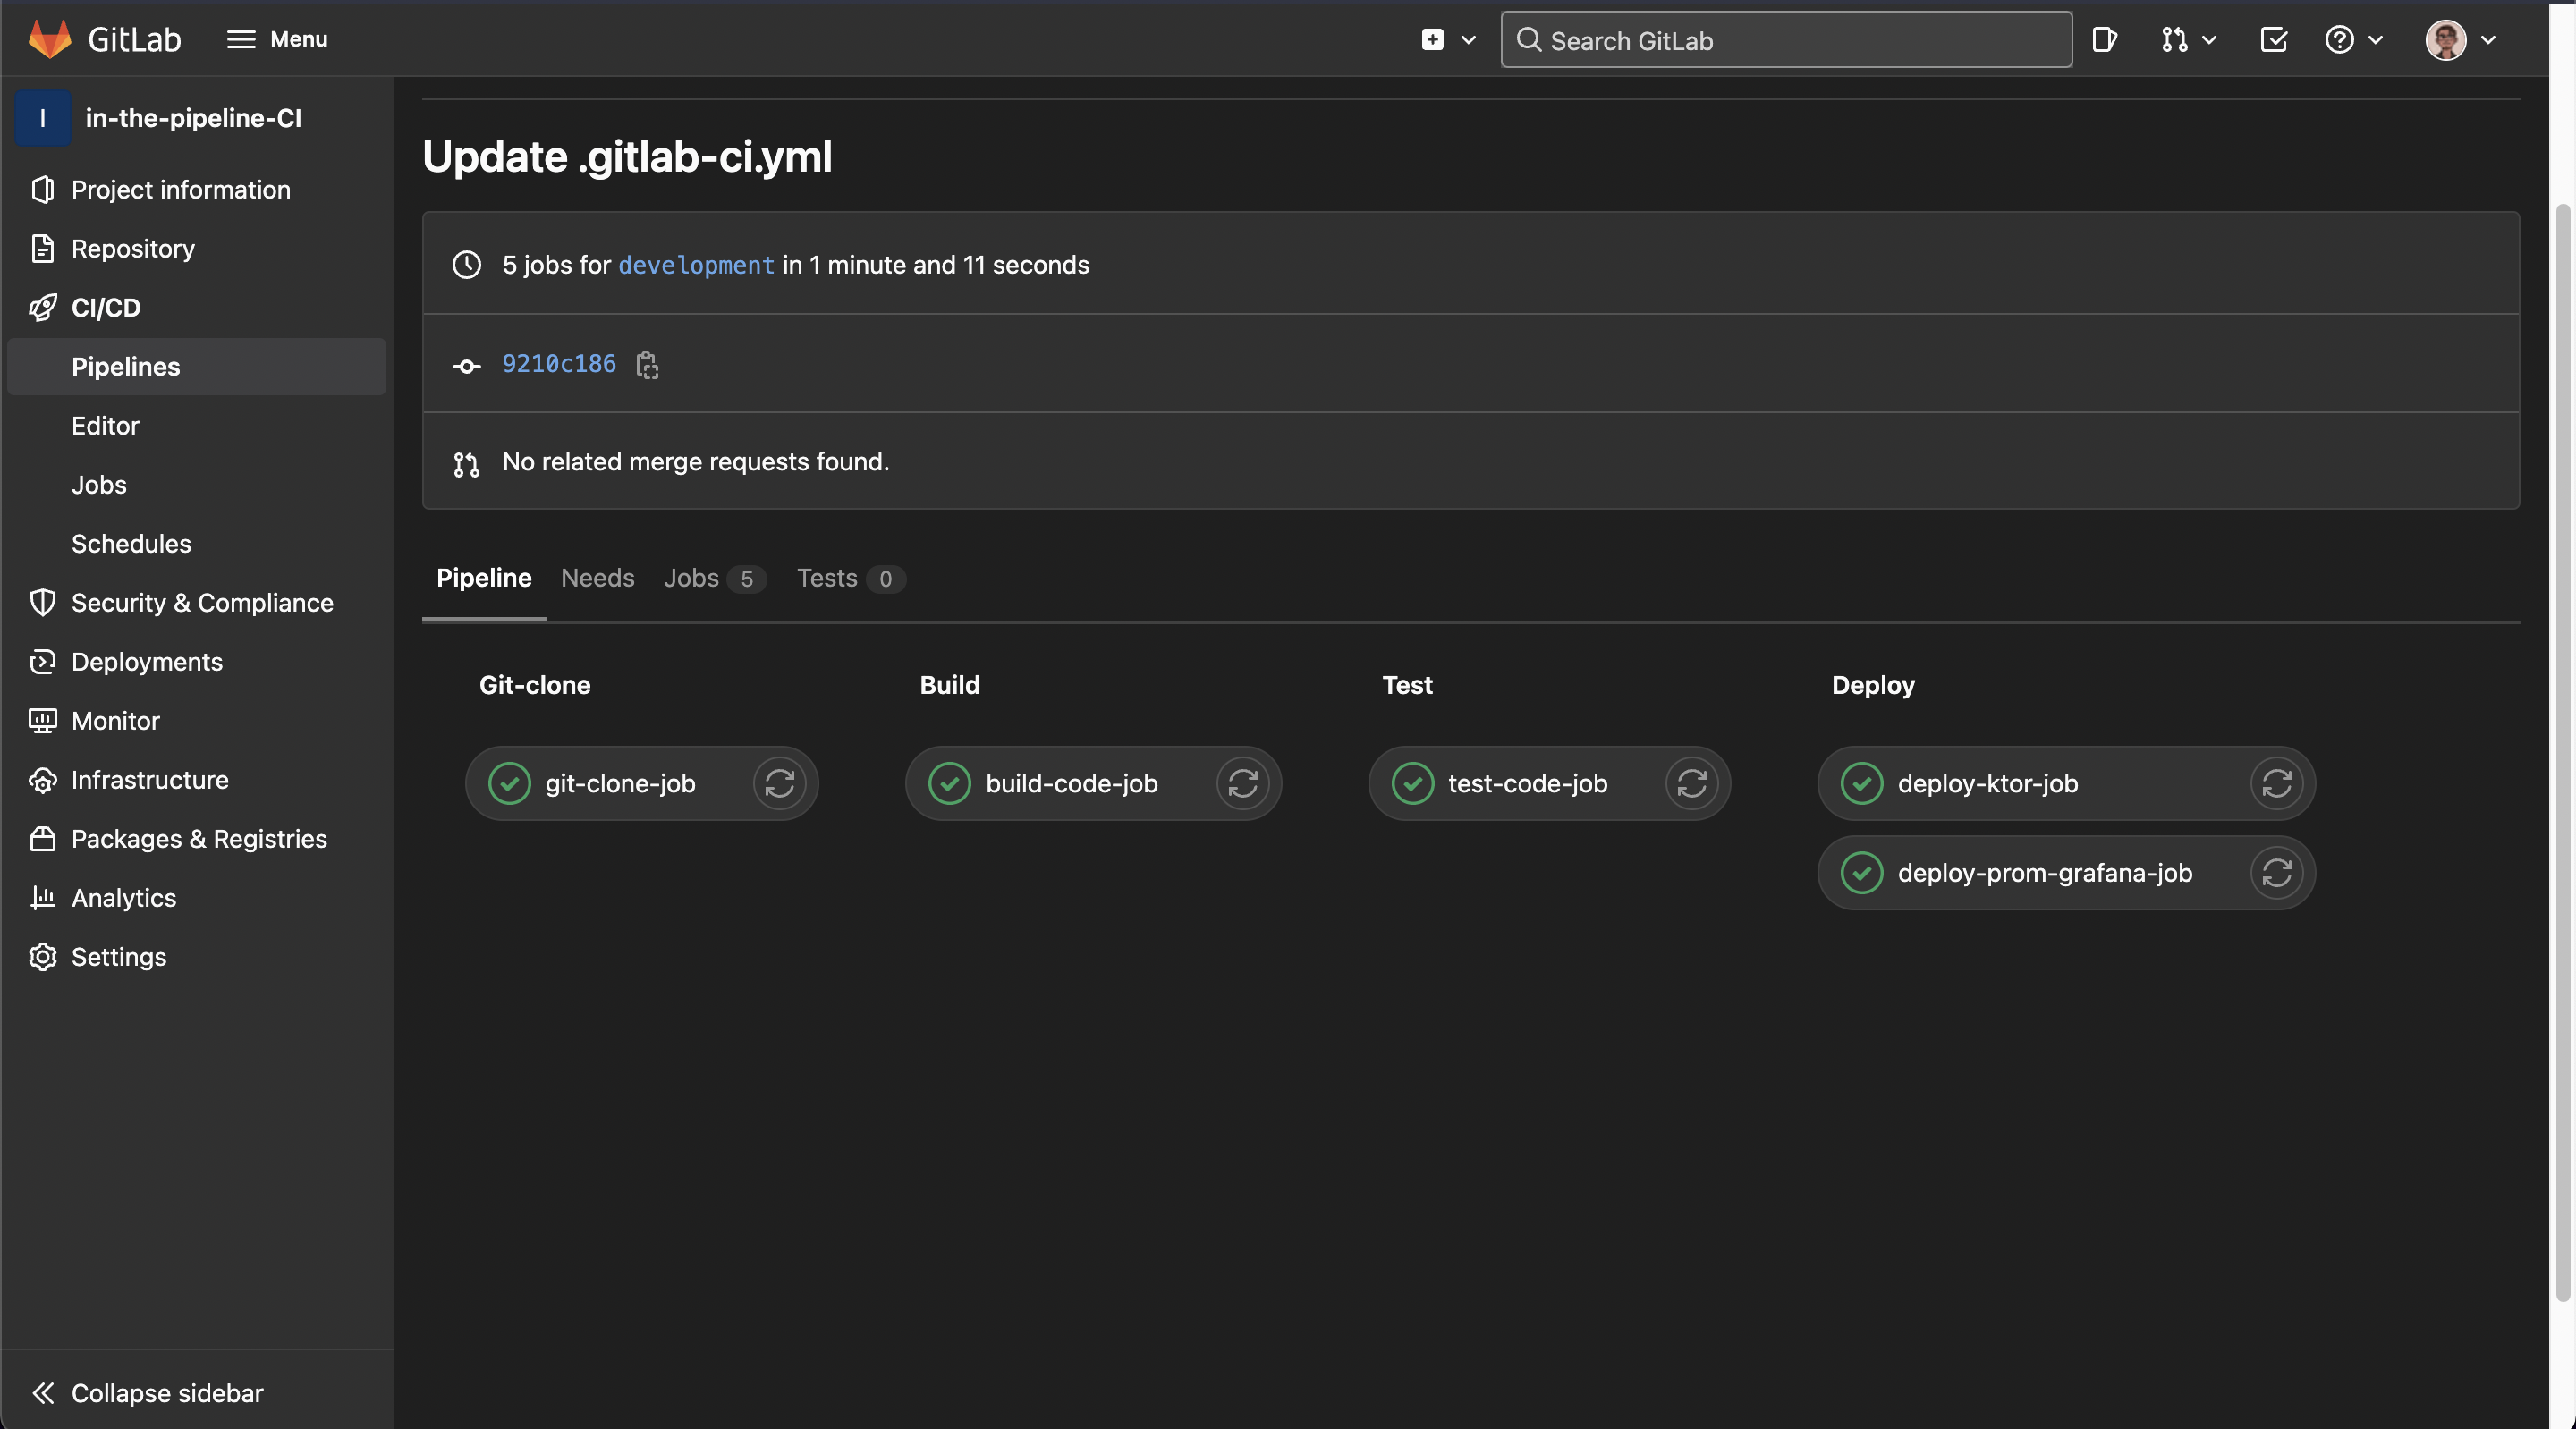 GitLab Menu Search GitLab
I in-the-pipeline-CI
Project information
Repository
CI/CD
Pipelines
Editor
Jobs
Schedules
Security & Compliance
Deployments
Monitor
Infrastructure
Packages & Registries
Analytics
Settings
Collapse sidebar
Update .gitlab-ci.yml
5 jobs for development in 1 minute and 11 seconds
9210c186
No related merge requests found.
Pipeline Needs Jobs 5 Tests 0
Git-clone Build Test Deploy
git-clone-job build-code-job test-code-job deploy-ktor-job
deploy-prom-grafana-job